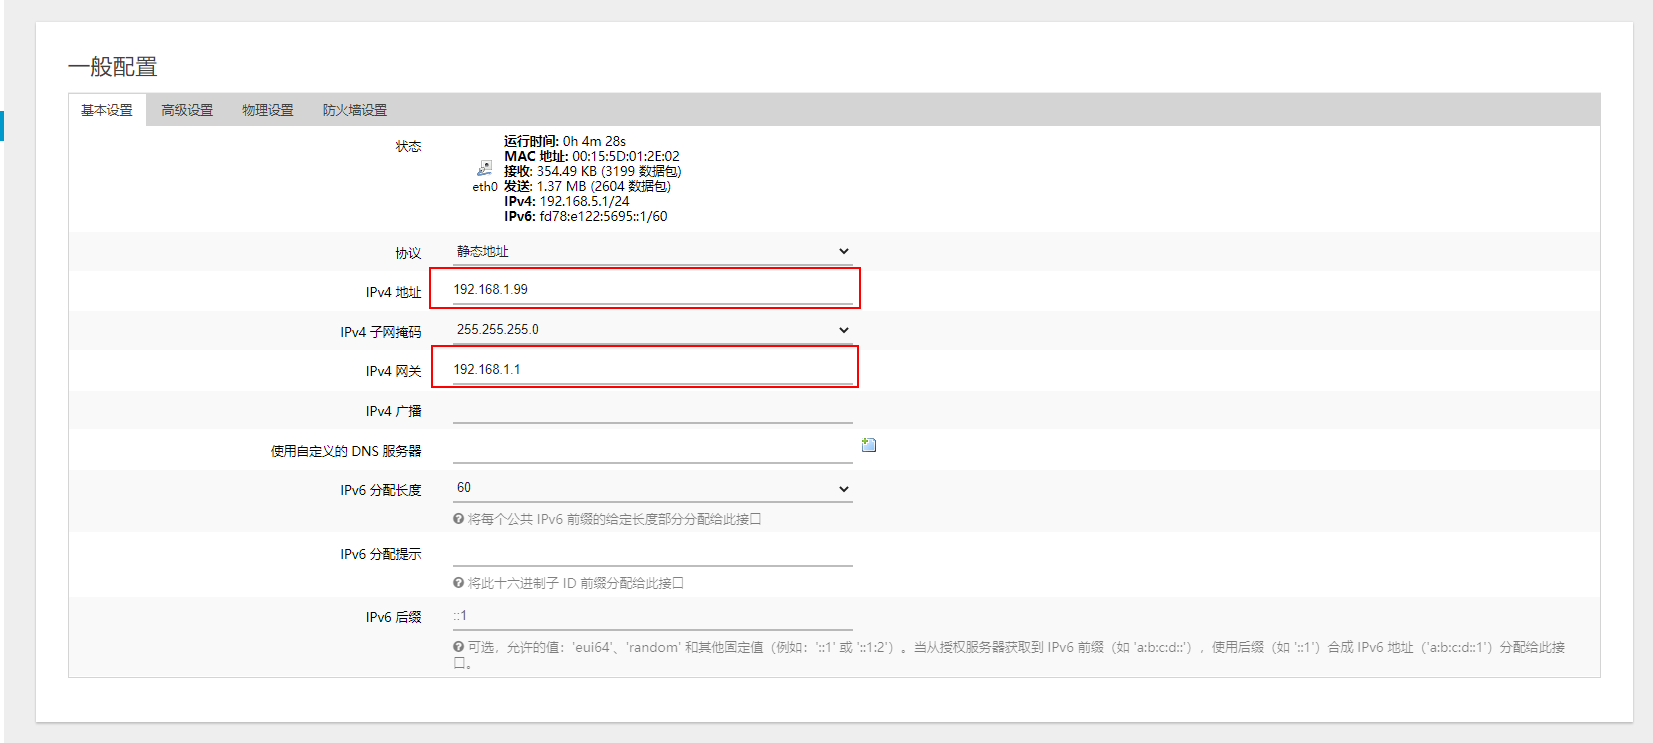 一般配置
基本设置 高级设置 物理设置 防火墙设置
状态
eth0
运行时间: 0h 4m 28s
MAC 地址: 00:15:5D:01:2E:02
接收: 354.49 KB (3199 数据包)
发送: 1.37 MB (2604 数据包)
IPv4: 192.168.5.1/24
IPv6: fd78:e122:5695::1/60
协议 静态地址
IPv4 地址 192.168.1.99
IPv4 子网掩码 255.255.255.0
IPv4 网关 192.168.1.1
IPv4 广播
使用自定义的 DNS 服务器
IPv6 分配长度 60
将每个公共 IPv6 前缀的给定长度部分分配给此接口
IPv6 分配提示
将此十六进制子 ID 前缀分配给此接口
IPv6 后缀 ::1
可选，允许的值：'eui64'、'random' 和其他固定值（例如：'::1' 或 '::1:2'）。当从授权服务器获取到 IPv6 前缀（如 'a:b:c:d::'），使用后缀（如 '::1'）合成 IPv6 地址（'a:b:c:d::1'）分配给此接
口。